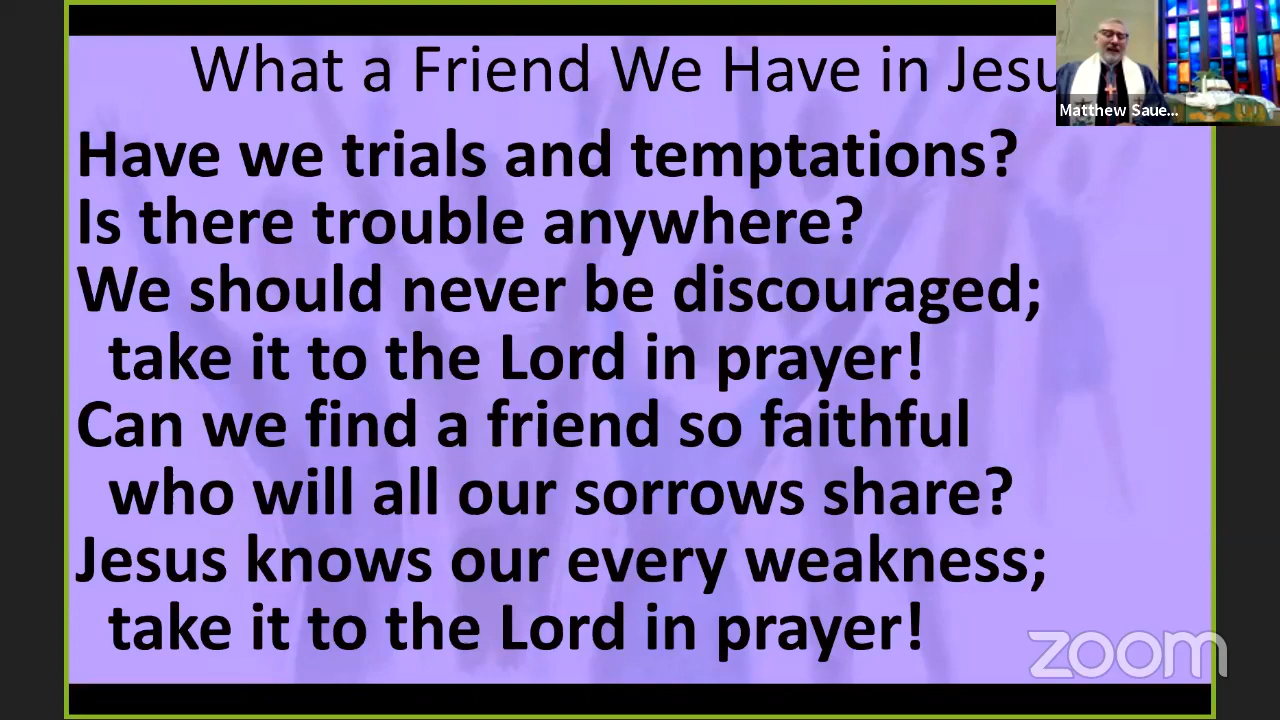 What a Friend We Have in Jesu
Matthew Saue...
Have we trials and temptations?
Is there trouble anywhere?
We should never be discouraged;
take it to the Lord in prayer!
Can we find a friend so faithful
who will all our sorrows share?
Jesus knows our every weakness;
take it to the Lord in prayer!
zoom